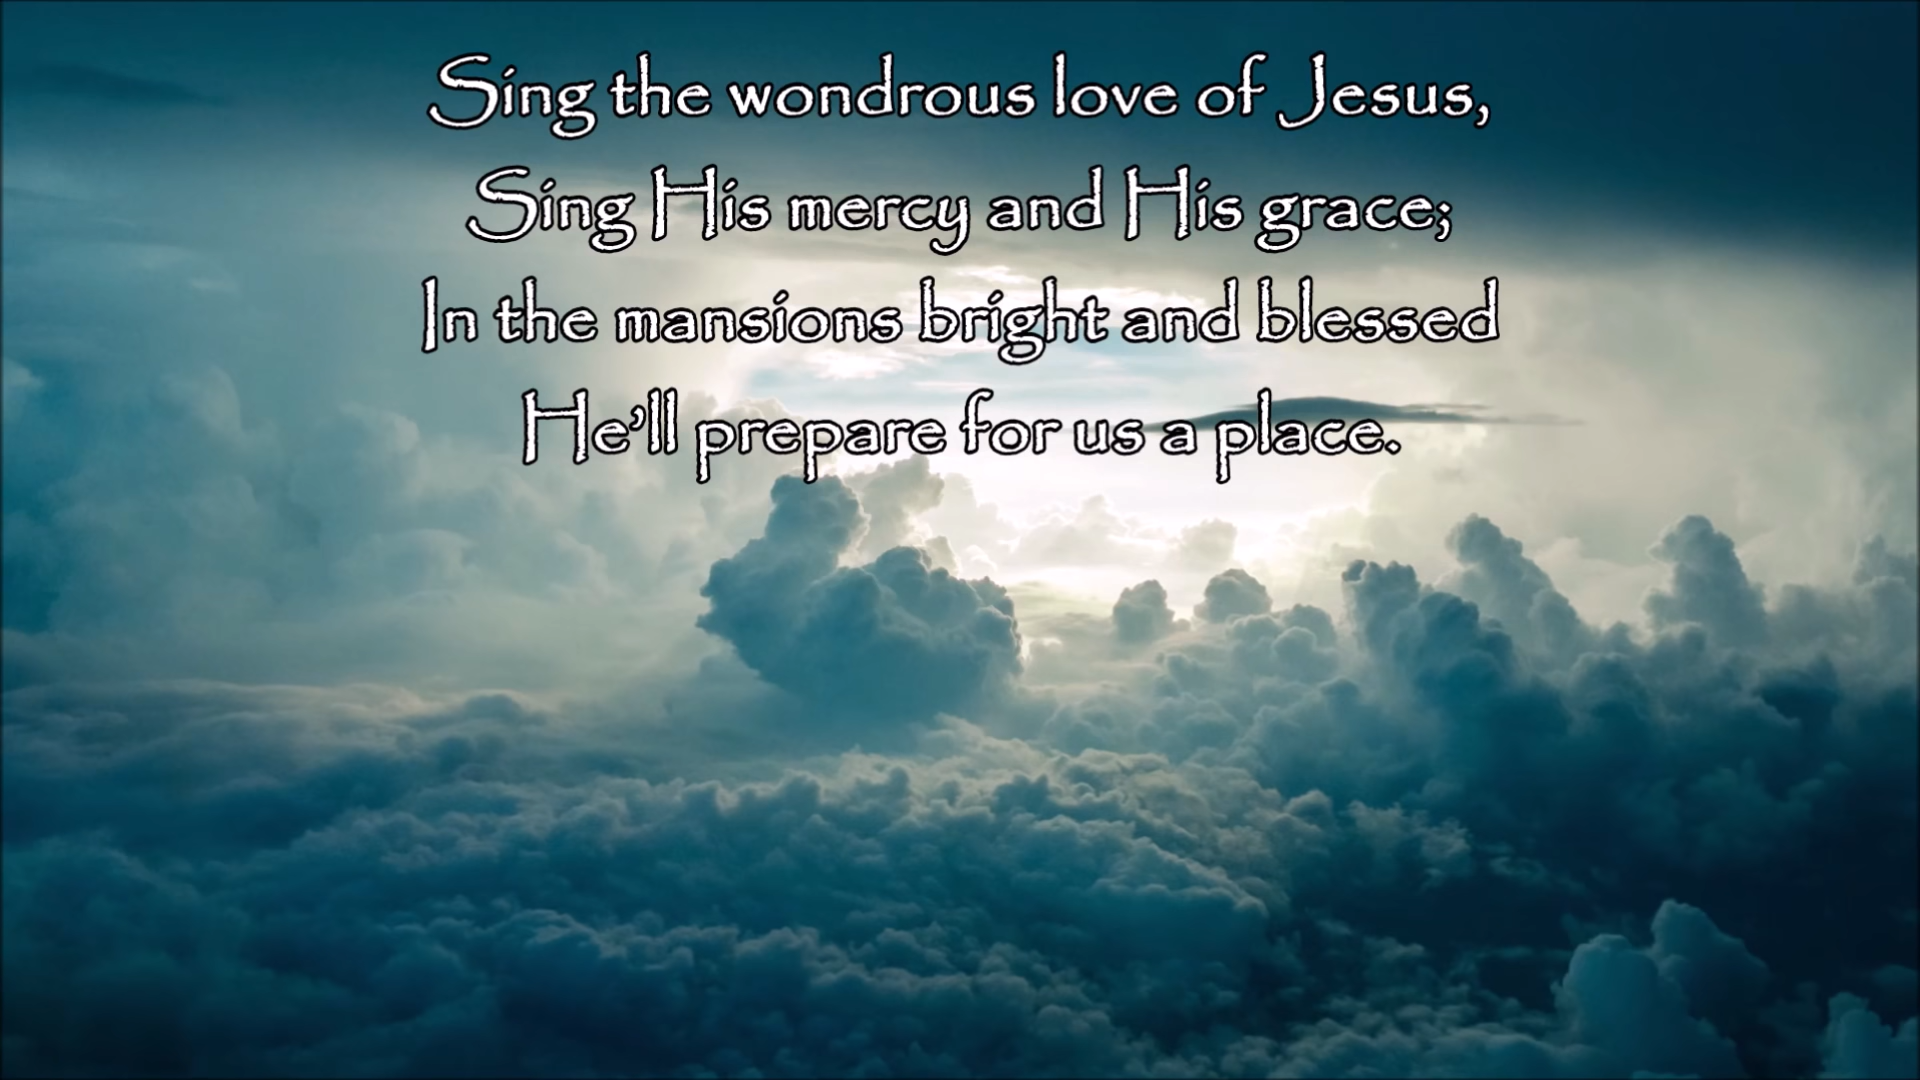 Sing the wondrous love of Jesus,
Sing His mercy and His grace;
In the mansions bright and blessed
He’ll prepare for us a place.